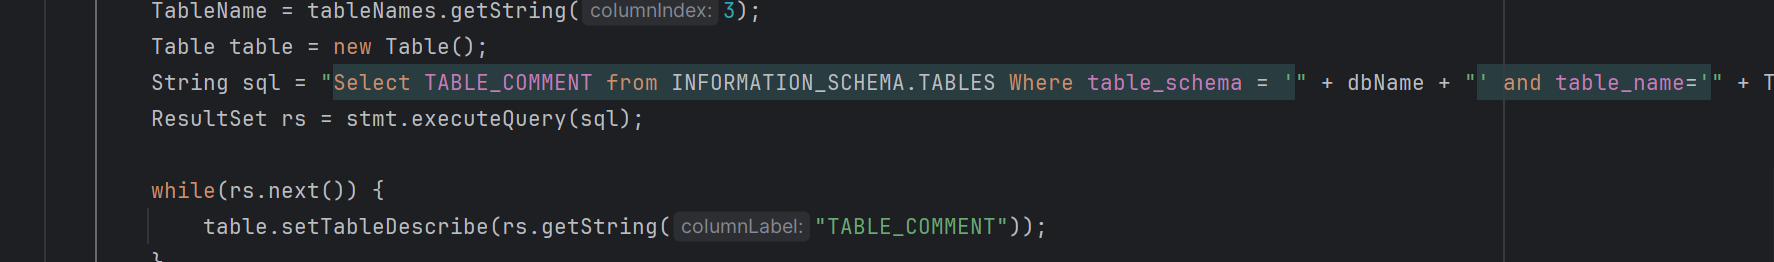 TableName = tableNames.getString( columnIndex: 3);
Table table = new Table();
String sql = "Select TABLE_COMMENT from INFORMATION_SCHEMA.TABLES Where table_schema = '" + dbName + "' and table_name='" + T
ResultSet rs = stmt.executeQuery(sql);
while(rs.next()) {
table.setTableDescribe(rs.getString( columnLabel: "TABLE_COMMENT"));
}